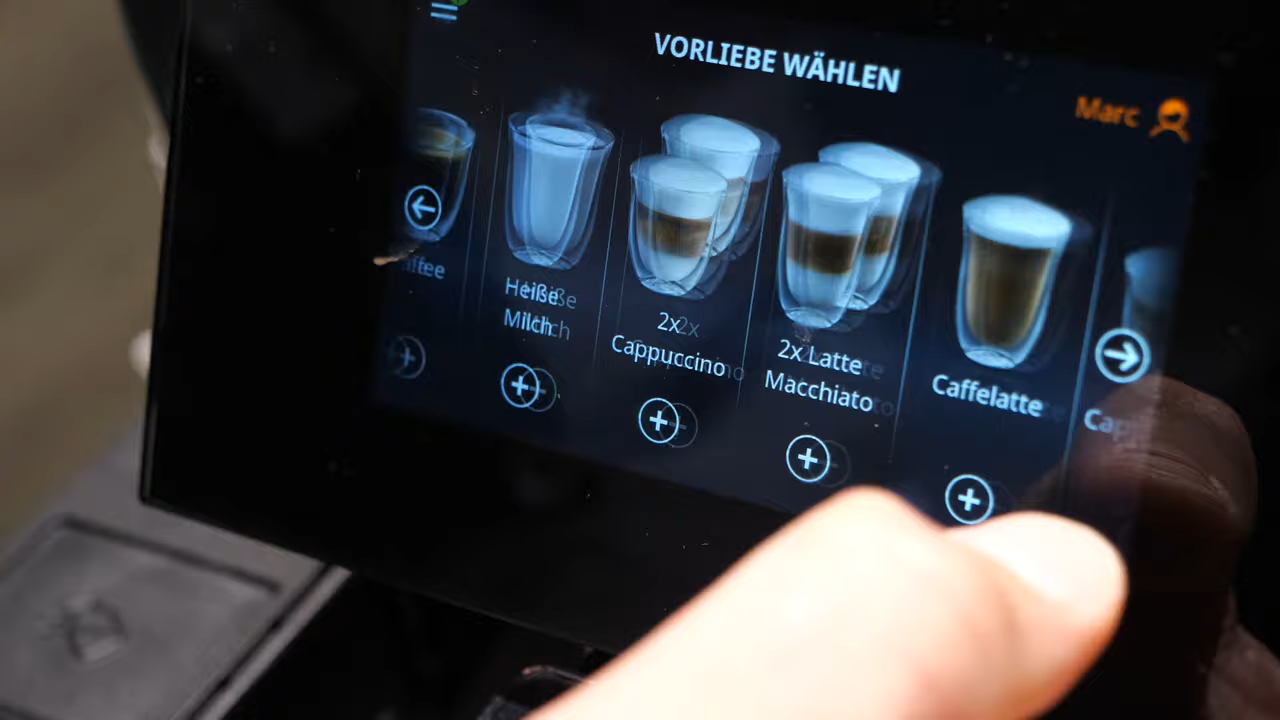 VORLIEBE WÄHLEN
Marc
Heiße
Milch
2x
Cappuccino
2x Latte
Macchiato
Caffelatte